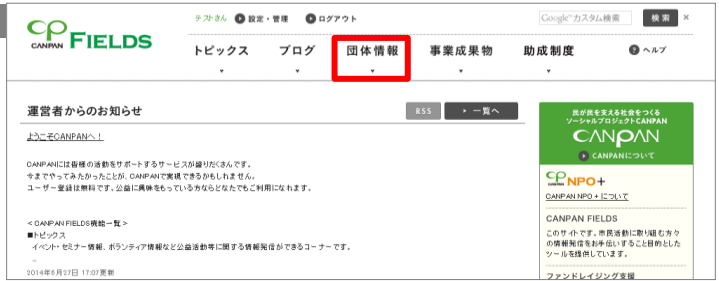 CANPAN FIELDS
テストさん 設定・管理 ログアウト
Google カスタム検索 検索 ×
トピックス ブログ 団体情報 事業成果物 助成制度 ヘルプ
運営者からのお知らせ
RSS 一覧へ
ようこそCANPANへ！
CANPANには皆様の活動をサポートするサービスが盛りだくさんです。
今までやってみたかったことが、CANPANで実現できるかもしれません。
ユーザー登録は無料です。公益に興味をもっている方ならどなたでもご利用になれます。
＜CANPAN FIELDS機能一覧＞
■トピックス
イベント・セミナー情報、ボランティア情報など公益活動等に関する情報発信ができるコーナーです。
..
2014年6月27日 17:07更新
民が民を支える社会をつくる
ソーシャルプロジェクトCANPAN
CANPAN
CANPANについて
CANPAN NPO+
CANPAN NPO＋について
CANPAN FIELDS
このサイトです。市民活動に取り組む方々
の情報発信をお手伝いすること目的とした
ツールを提供しています。
ファンドレイジング支援